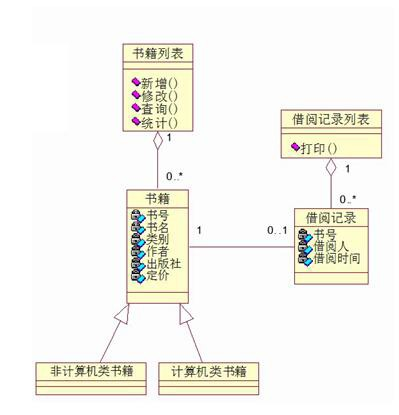 书籍列表
新增()
修改()
查询()
统计()
1
0..*
借阅记录列表
打印()
1
0..*
书籍
书号
书名
类别
作者
出版社
定价
1
0..1
借阅记录
书号
借阅人
借阅时间
非计算机类书籍
计算机类书籍